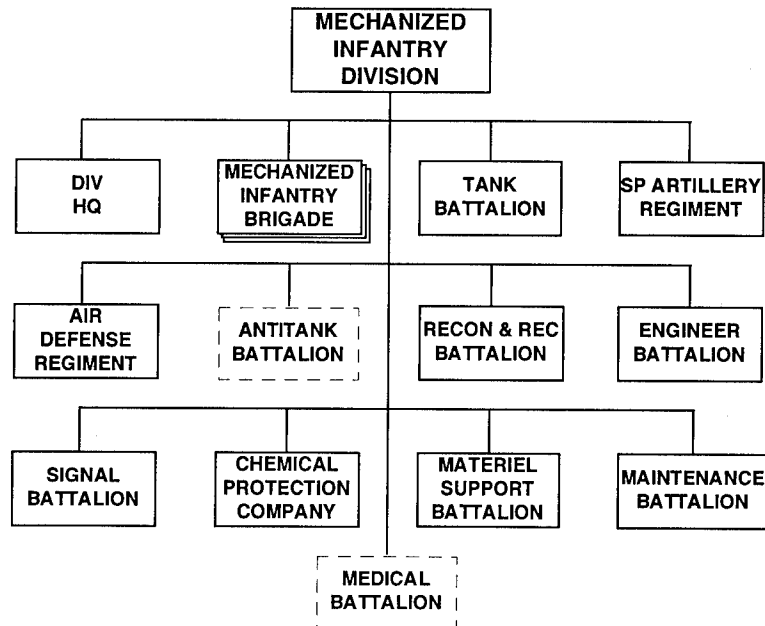 MECHANIZED
INFANTRY
DIVISION
DIV
HQ
MECHANIZED
INFANTRY
BRIGADE
TANK
BATTALION
SP ARTILLERY
REGIMENT
AIR
DEFENSE
REGIMENT
ANTITANK
BATTALION
RECON & REC
BATTALION
ENGINEER
BATTALION
SIGNAL
BATTALION
CHEMICAL
PROTECTION
COMPANY
MATERIEL
SUPPORT
BATTALION
MAINTENANCE
BATTALION
MEDICAL
BATTALION